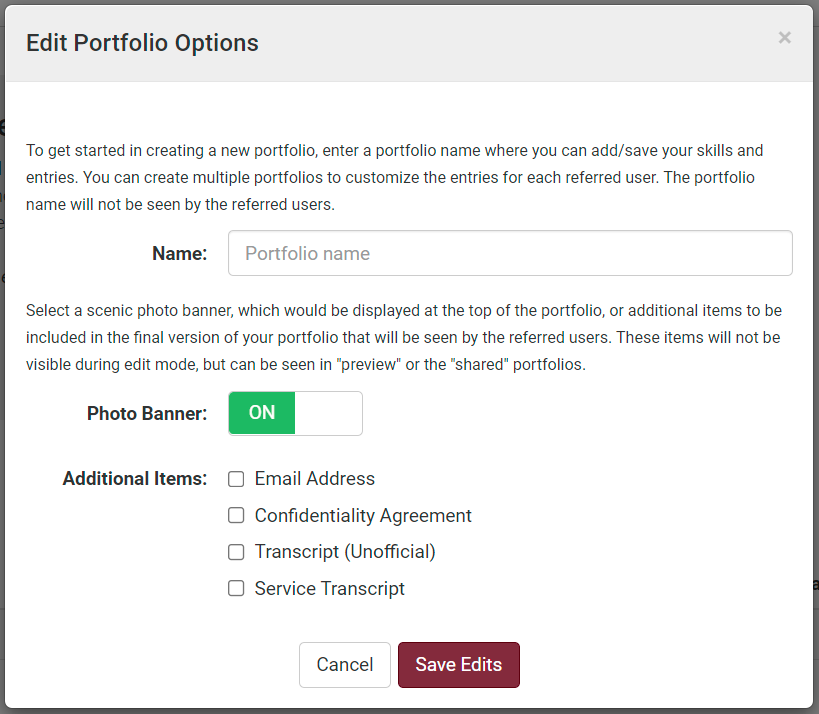 Edit Portfolio Options
×
To get started in creating a new portfolio, enter a portfolio name where you can add/save your skills and
entries. You can create multiple portfolios to customize the entries for each referred user. The portfolio
name will not be seen by the referred users.
Name: Portfolio name
Select a scenic photo banner, which would be displayed at the top of the portfolio, or additional items to be
included in the final version of your portfolio that will be seen by the referred users. These items will not be
visible during edit mode, but can be seen in "preview" or the "shared" portfolios.
Photo Banner: ON
Additional Items: Email Address
Confidentiality Agreement
Transcript (Unofficial)
Service Transcript
Cancel Save Edits